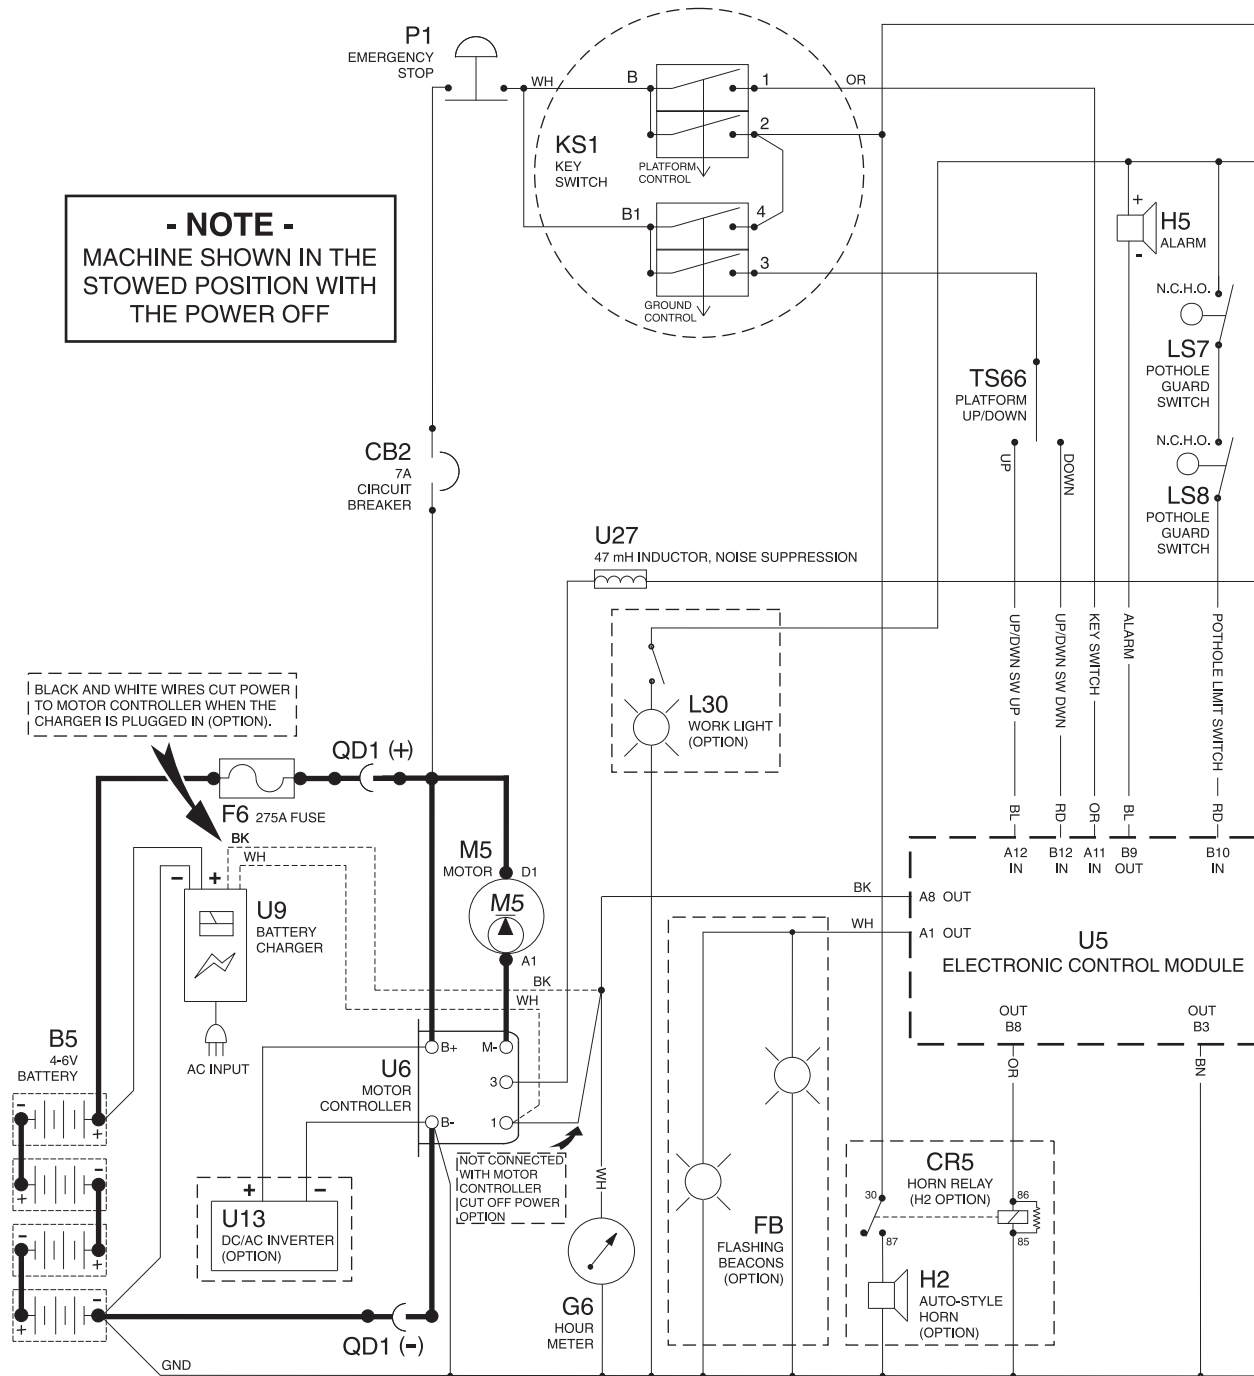 P1
EMERGENCY
STOP
WH
B
1
OR
2
KS1
KEY
SWITCH
PLATFORM
CONTROL
B1
4
3
GROUND
CONTROL
- NOTE -
MACHINE SHOWN IN THE
STOWED POSITION WITH
THE POWER OFF
+
H5
ALARM
-
N.C.H.O.
LS7
POTHOLE
GUARD
SWITCH
TS66
PLATFORM
UP/DOWN
UP
DOWN
N.C.H.O.
LS8
POTHOLE
GUARD
SWITCH
CB2
7A
CIRCUIT
BREAKER
U27
47 mH INDUCTOR, NOISE SUPPRESSION
UP/DWN SW UP
UP/DWN SW DWN
KEY SWITCH
ALARM
POTHOLE LIMIT SWITCH
BLACK AND WHITE WIRES CUT POWER
TO MOTOR CONTROLLER WHEN THE
CHARGER IS PLUGGED IN (OPTION).
L30
WORK LIGHT
(OPTION)
QD1 (+)
F6 275A FUSE
BK
WH
BL
RD
OR
BL
RD
A12
IN
B12
IN
A11
IN
B9
OUT
B10
IN
M5
MOTOR
D1
M5
A1
- +
U9
BATTERY
CHARGER
AC INPUT
BK
WH
BK
A8 OUT
WH
A1 OUT
U5
ELECTRONIC CONTROL MODULE
OUT
B8
OUT
B3
OR
BN
B5
4-6V
BATTERY
- +
+ -
- +
+ -
U6
MOTOR
CONTROLLER
B+
M-
3
B-
1
NOT CONNECTED
WITH MOTOR
CONTROLLER
CUT OFF POWER
OPTION
+ -
U13
DC/AC INVERTER
(OPTION)
WH
G6
HOUR
METER
FB
FLASHING
BEACONS
(OPTION)
CR5
HORN RELAY
(H2 OPTION)
30
87
86
85
H2
AUTO-STYLE
HORN
(OPTION)
QD1 (-)
GND